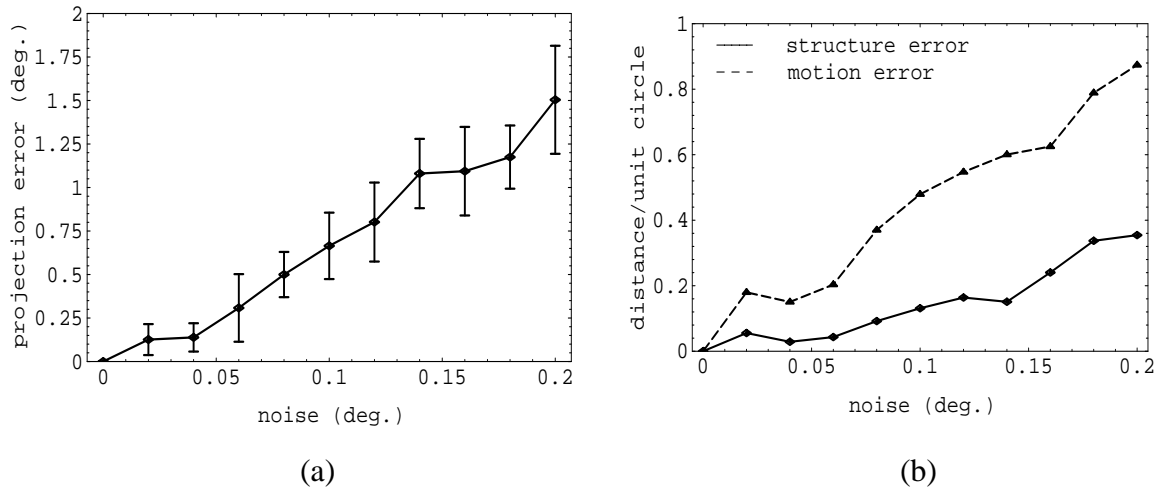 2
1.75
1.5
1.25
1
0.75
0.5
0.25
0
projection error (deg.)
0 0.05 0.1 0.15 0.2
noise (deg.)
(a)
1
0.8
0.6
0.4
0.2
0
distance/unit circle
structure error
motion error
0 0.05 0.1 0.15 0.2
noise (deg.)
(b)